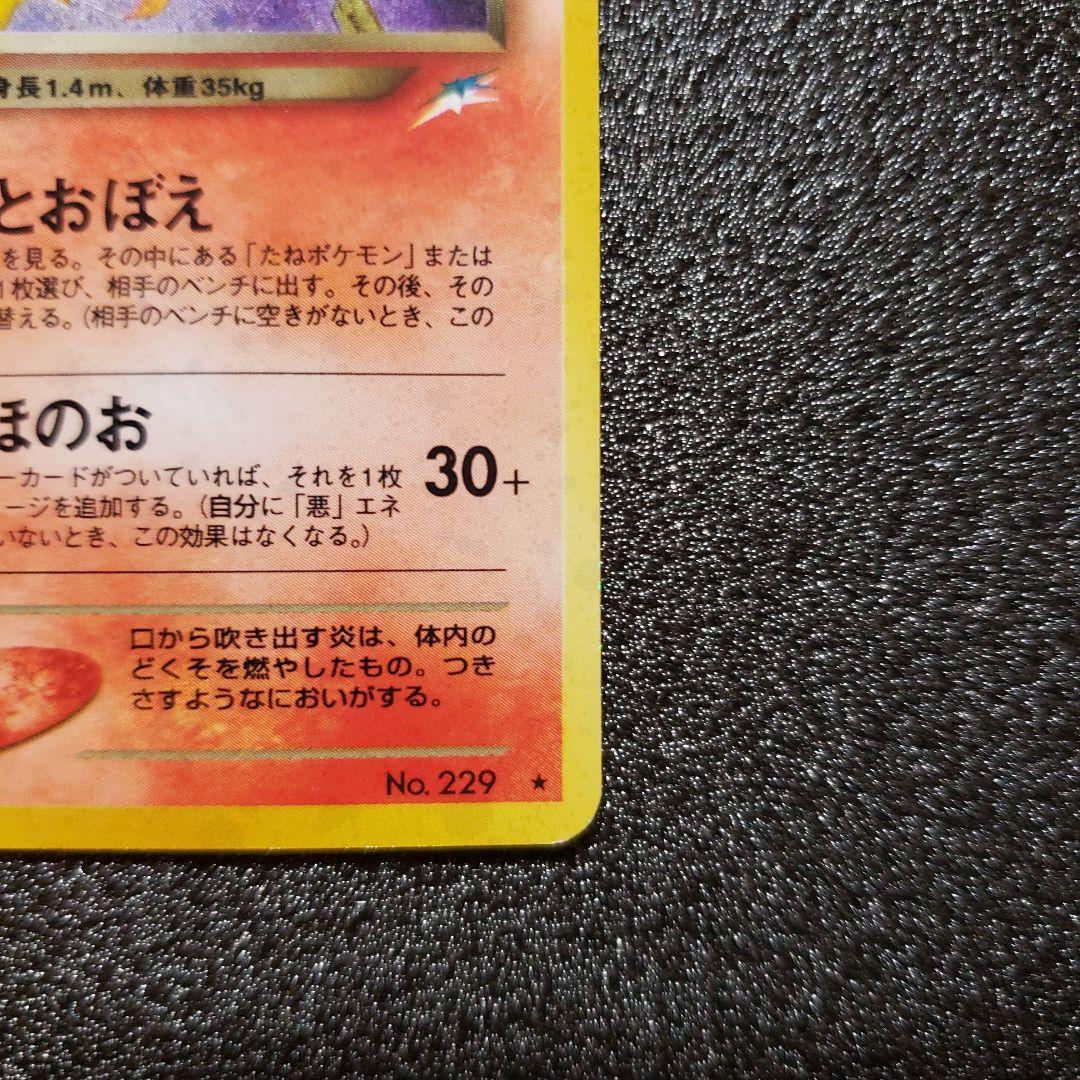 身長1.4m、体重35kg
とおぼえ
を見る。その中にある「たねポケモン」または
1枚選び、相手のベンチに出す。その後、その
替える。(相手のベンチに空きがないとき、この
ほのお
ーカードがついていれば、それを1枚
ージを追加する。(自分に「悪」エネ
いないとき、この効果はなくなる。)
30+
口から吹き出す炎は、体内の
どくそを燃やしたもの。つき
さすようなにおいがする。
No. 229 ★